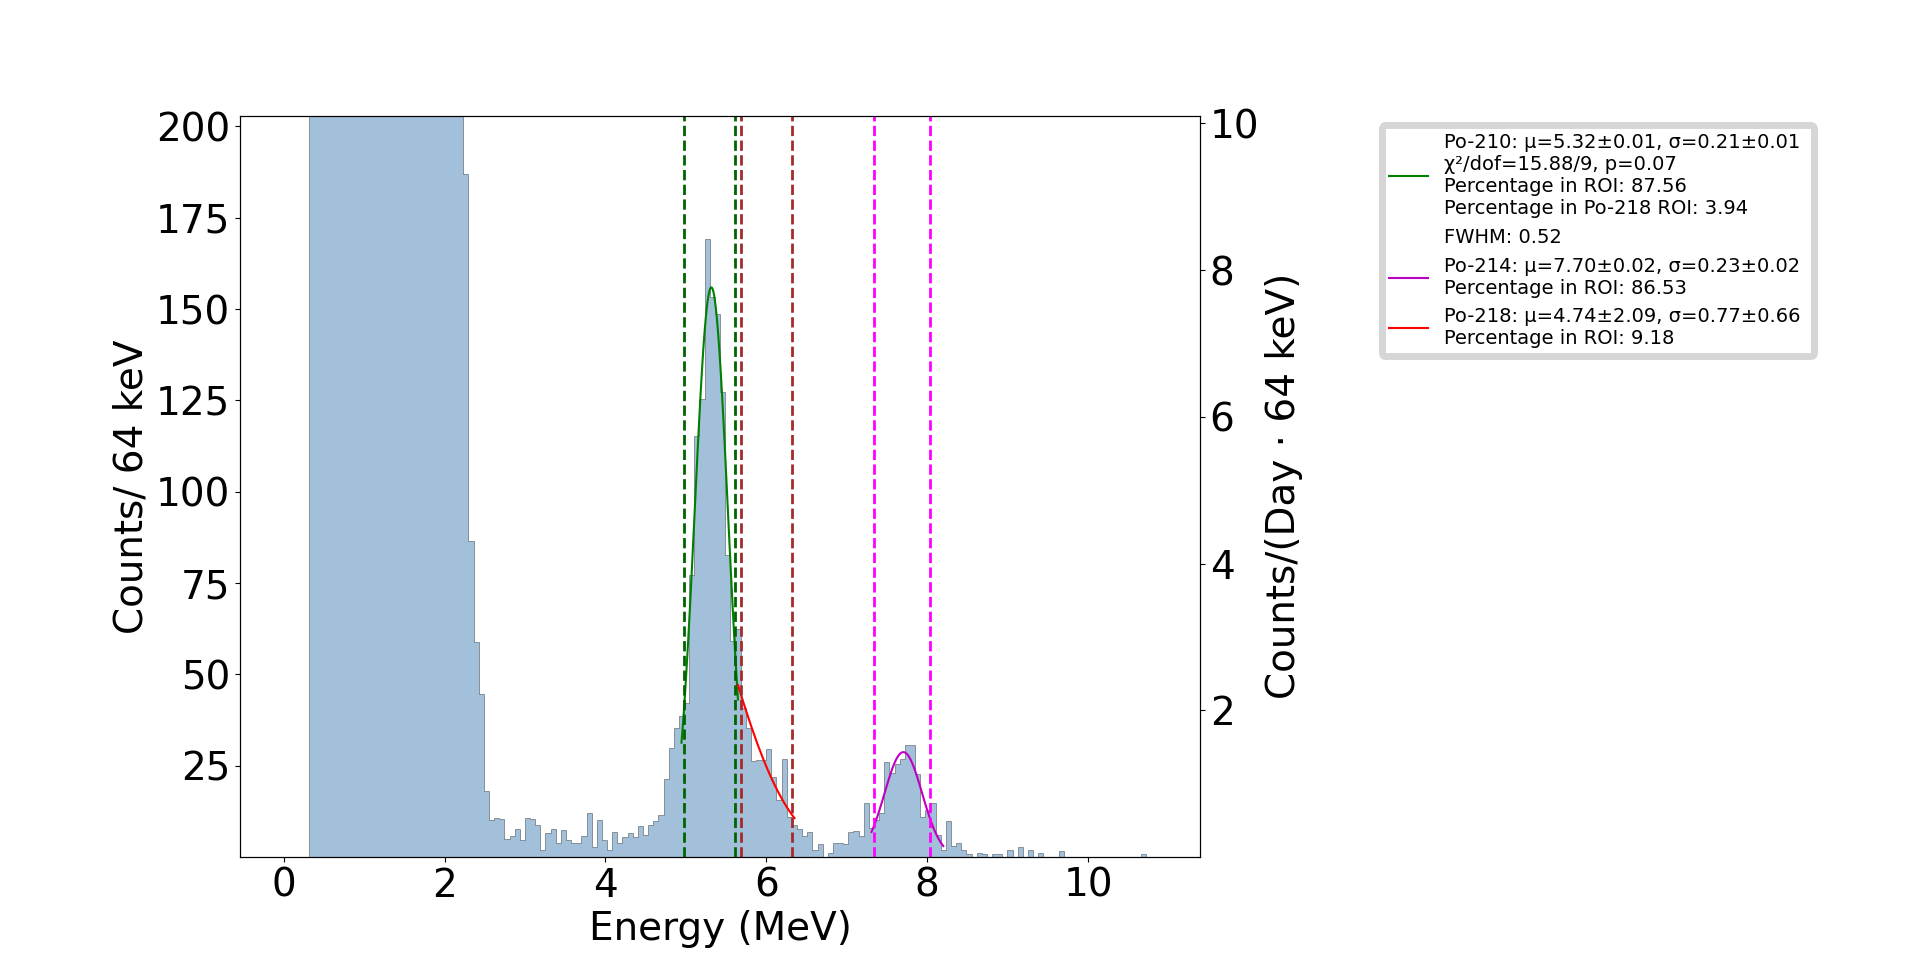 200
175
150
125
100
75
50
25
Counts/ 64 keV
0
2
4
6
8
10
Energy (MeV)
10
8
6
4
2
Counts/(Day · 64 keV)
Po-210: μ=5.32±0.01, σ=0.21±0.01
χ²/dof=15.88/9, p=0.07
Percentage in ROI: 87.56
Percentage in Po-218 ROI: 3.94
FWHM: 0.52
Po-214: μ=7.70±0.02, σ=0.23±0.02
Percentage in ROI: 86.53
Po-218: μ=4.74±2.09, σ=0.77±0.66
Percentage in ROI: 9.18